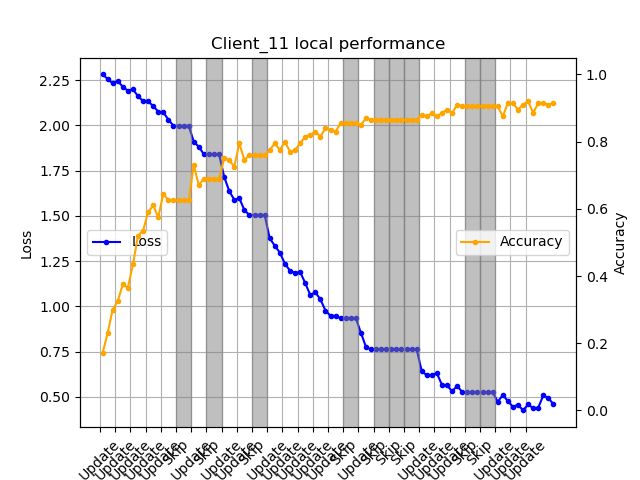 Client_11 local performance
2.25
2.00
1.75
1.50
1.25
1.00
0.75
0.50
Loss
1.0
0.8
0.6
0.4
0.2
0.0
Accuracy
Loss
Accuracy
Update
Update
Update
Update
Update
Skip
Update
Skip
Update
Update
Skip
Update
Update
Update
Update
Update
Skip
Update
Skip
Skip
Skip
Update
Update
Update
Skip
Skip
Update
Update
Update